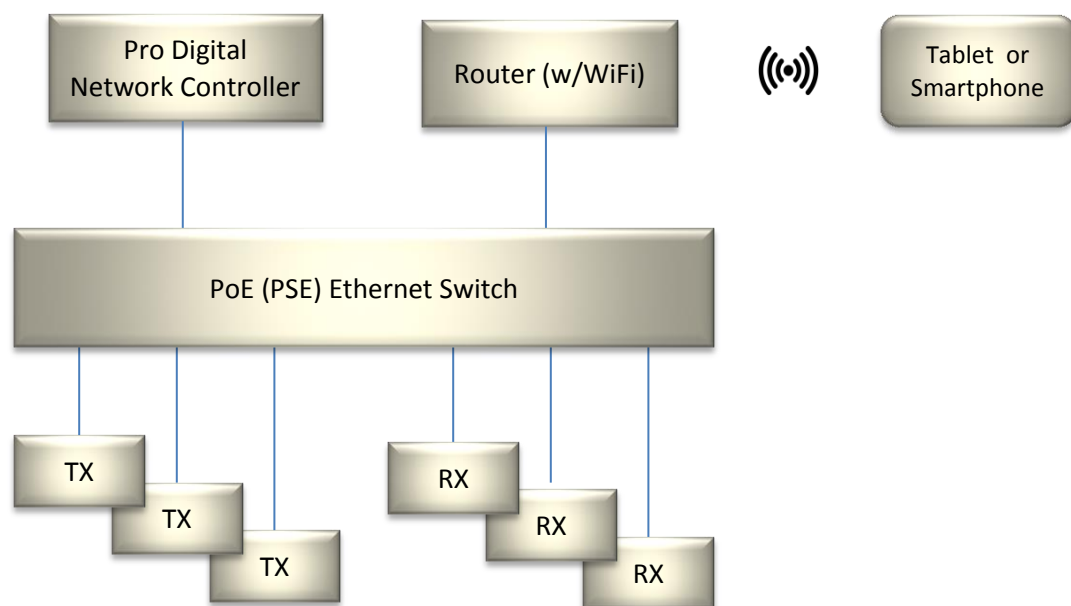 Pro Digital
Network Controller
Router (w/WiFi)
Tablet or
Smartphone
PoE (PSE) Ethernet Switch
TX
TX
TX
RX
RX
RX